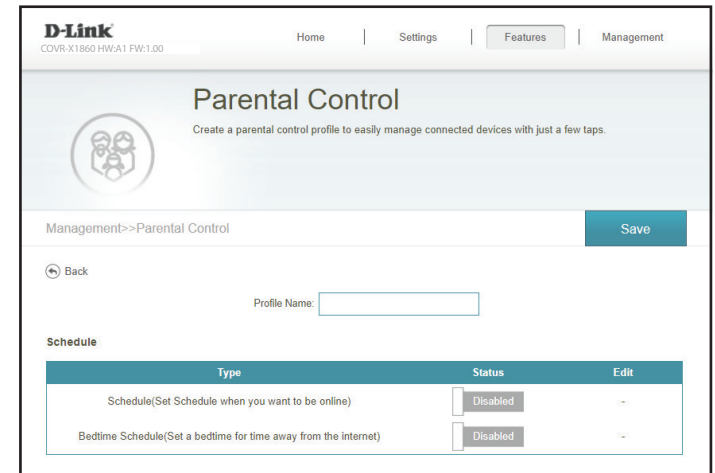 D-Link
COVR-X1860 HW:A1 FW:1.00
Home Settings Features Management
Parental Control
Create a parental control profile to easily manage connected devices with just a few taps.
Management>>Parental Control
Save
Back
Profile Name:
Schedule
Type Status Edit
Schedule(Set Schedule when you want to be online) Disabled -
Bedtime Schedule(Set a bedtime for time away from the internet) Disabled -